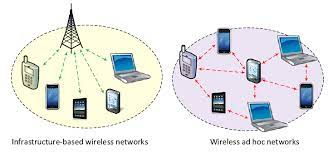 Infrastructure-based wireless networks
Wireless ad hoc networks